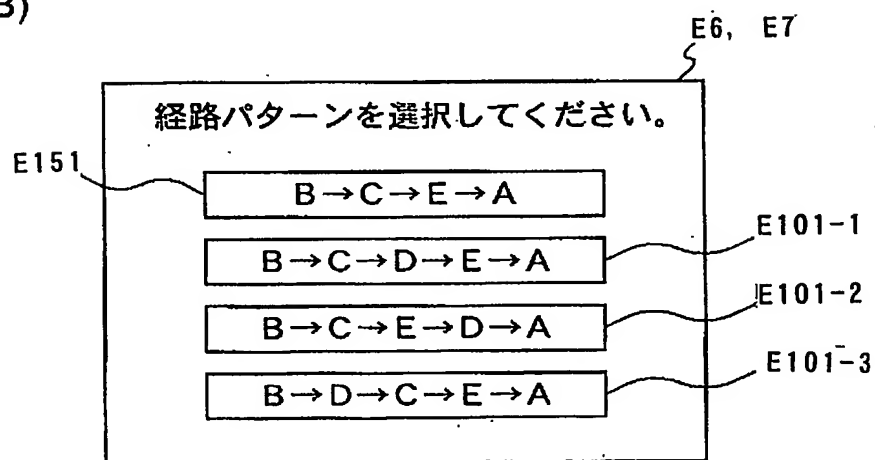 B)
E6, E7
経路パターンを選択してください。
E151
B→C→E→A
B→C→D→E→A
E101-1
B→C→E→D→A
E101-2
B→D→C→E→A
E101-3